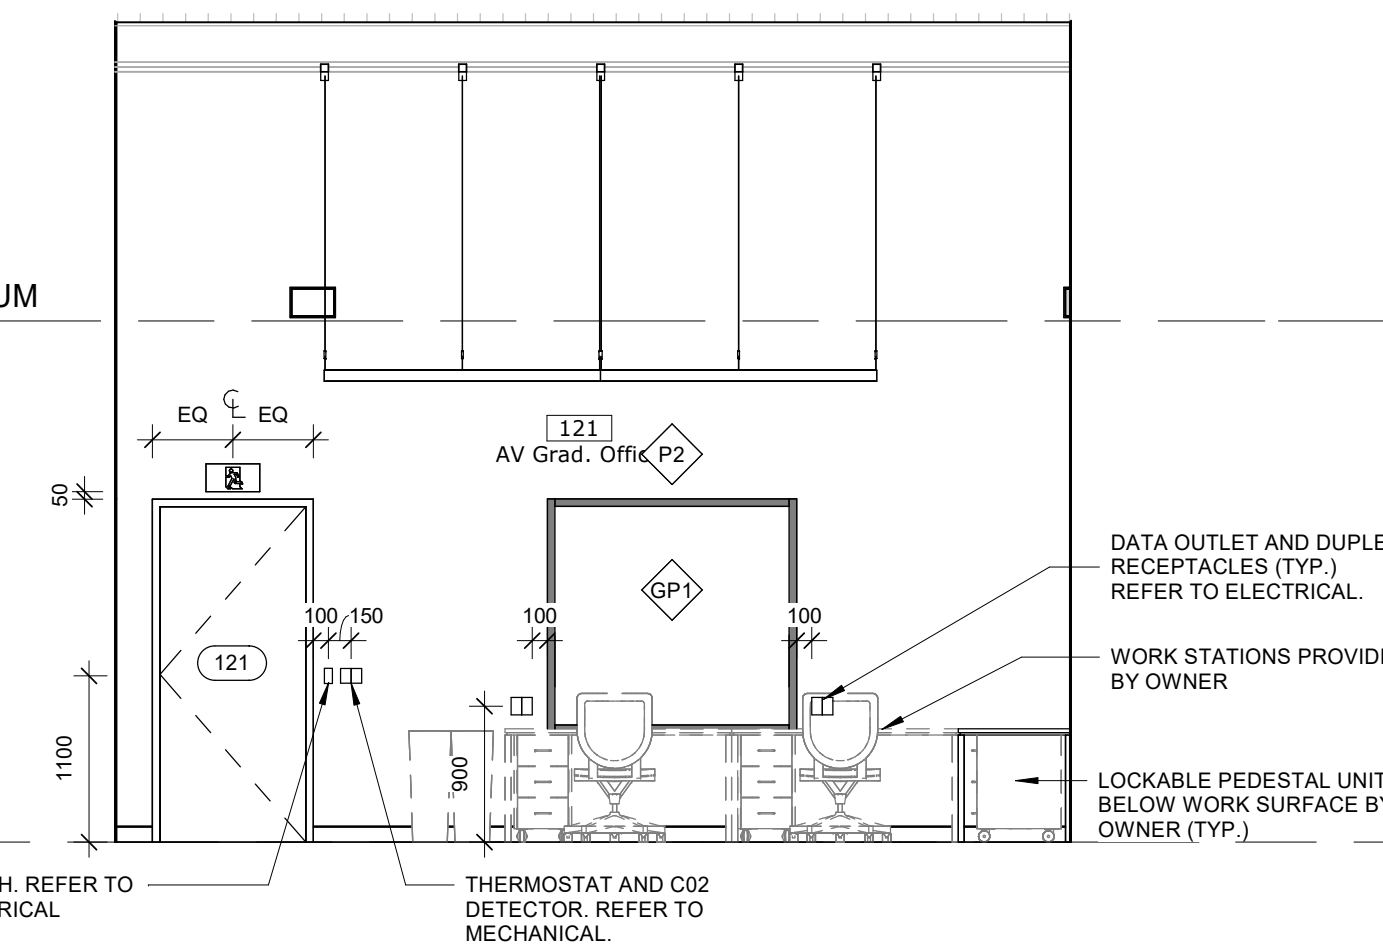 UM
EQ
EQ
121
AV Grad. Offic
P2
50
GP1
DATA OUTLET AND DUPLE
RECEPTACLES (TYP.)
REFER TO ELECTRICAL.
100
150
100
100
121
WORK STATIONS PROVIDE
BY OWNER
1100
900
LOCKABLE PEDESTAL UNIT
BELOW WORK SURFACE BY
OWNER (TYP.)
H. REFER TO
RICAL
THERMOSTAT AND C02
DETECTOR. REFER TO
MECHANICAL.